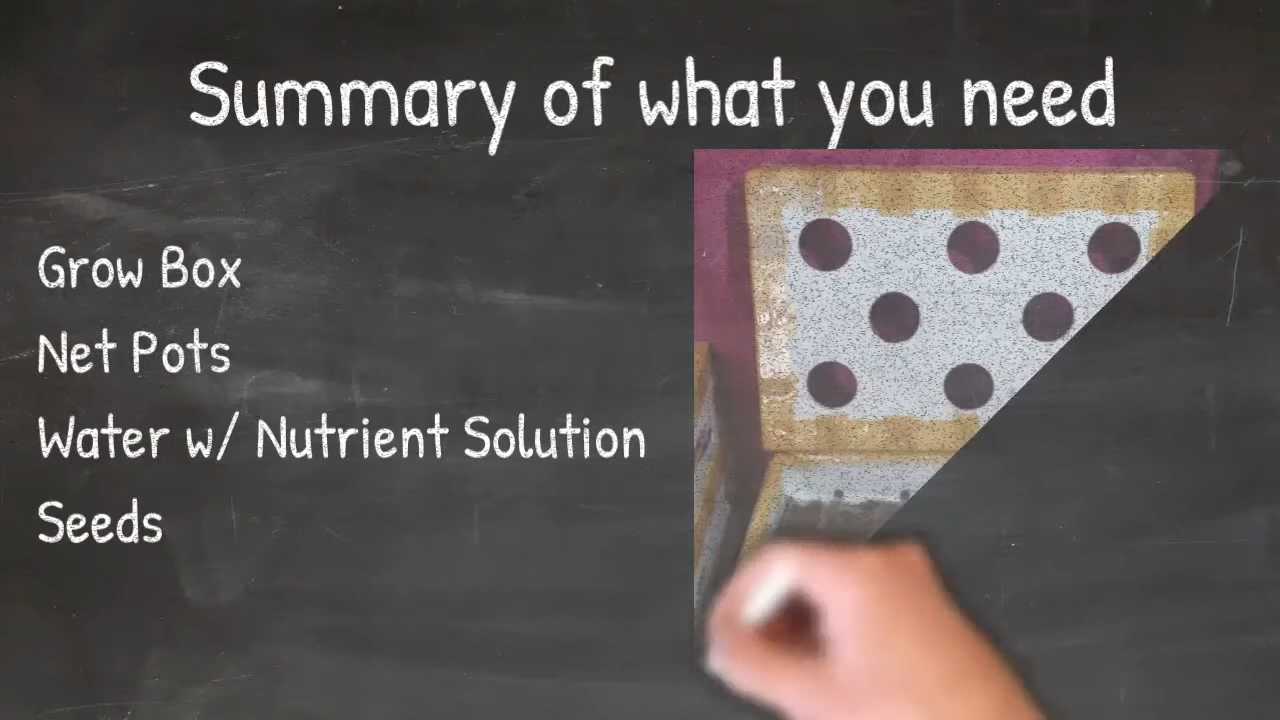 Summary of what you need
Grow Box
Net Pots
Water w/ Nutrient Solution
Seeds